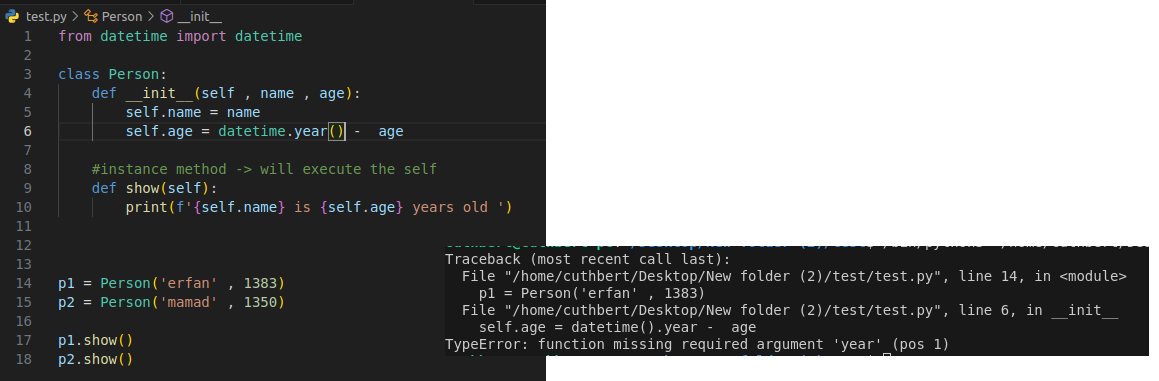 test.py > Person > __init__
1 from datetime import datetime
2
3 class Person:
4 def __init__(self , name , age):
5 self.name = name
6 self.age = datetime.year() -  age
7
8 #instance method -> will execute the self
9 def show(self):
10 print(f'{self.name} is {self.age} years old ')
11
12
13
14 p1 = Person('erfan' , 1383)
15 p2 = Person('mamad' , 1350)
16
17 p1.show()
18 p2.show()
Traceback (most recent call last):
File "/home/cuthbert/Desktop/New folder (2)/test/test.py", line 14, in <module>
p1 = Person('erfan' , 1383)
File "/home/cuthbert/Desktop/New folder (2)/test/test.py", line 6, in __init__
self.age = datetime().year -  age
TypeError: function missing required argument 'year' (pos 1)